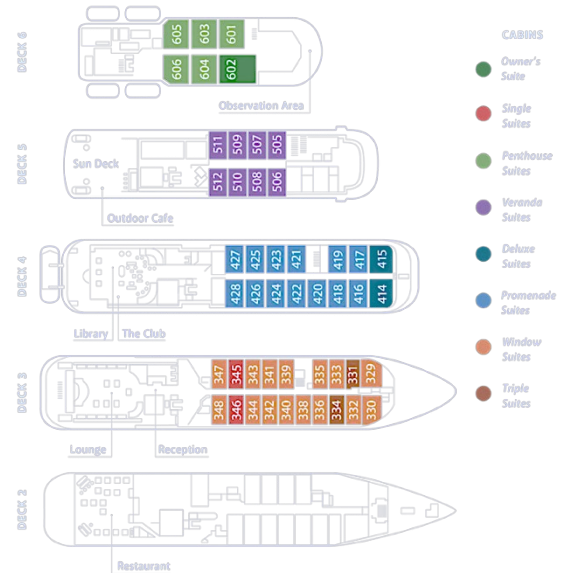 DECK 6
605 603 601
606 604 602
Observation Area
DECK 5
Sun Deck
511 509 507 505
512 510 508 506
Outdoor Cafe
DECK 4
427 425 423 421 419 417 415
428 426 424 422 420 418 416 414
Library
The Club
DECK 3
347 345 343 341 339 335 333 331 329
348 346 344 342 340 338 336 334 332 330
Lounge
Reception
DECK 2
Restaurant
CABINS
Owner's
Suite
Single
Suites
Penthouse
Suites
Veranda
Suites
Deluxe
Suites
Promenade
Suites
Window
Suites
Triple
Suites